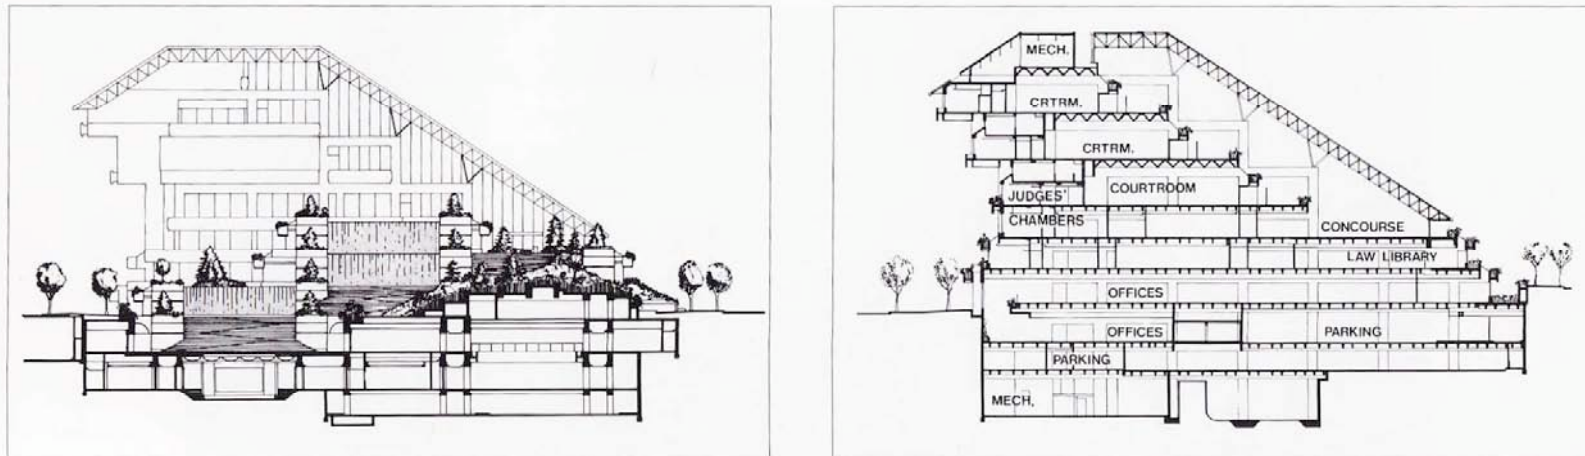 MECH.
CRTRM.
CRTRM.
JUDGES' COURTROOM
CHAMBERS CONCOURSE
LAW LIBRARY
OFFICES
OFFICES PARKING
PARKING
MECH.